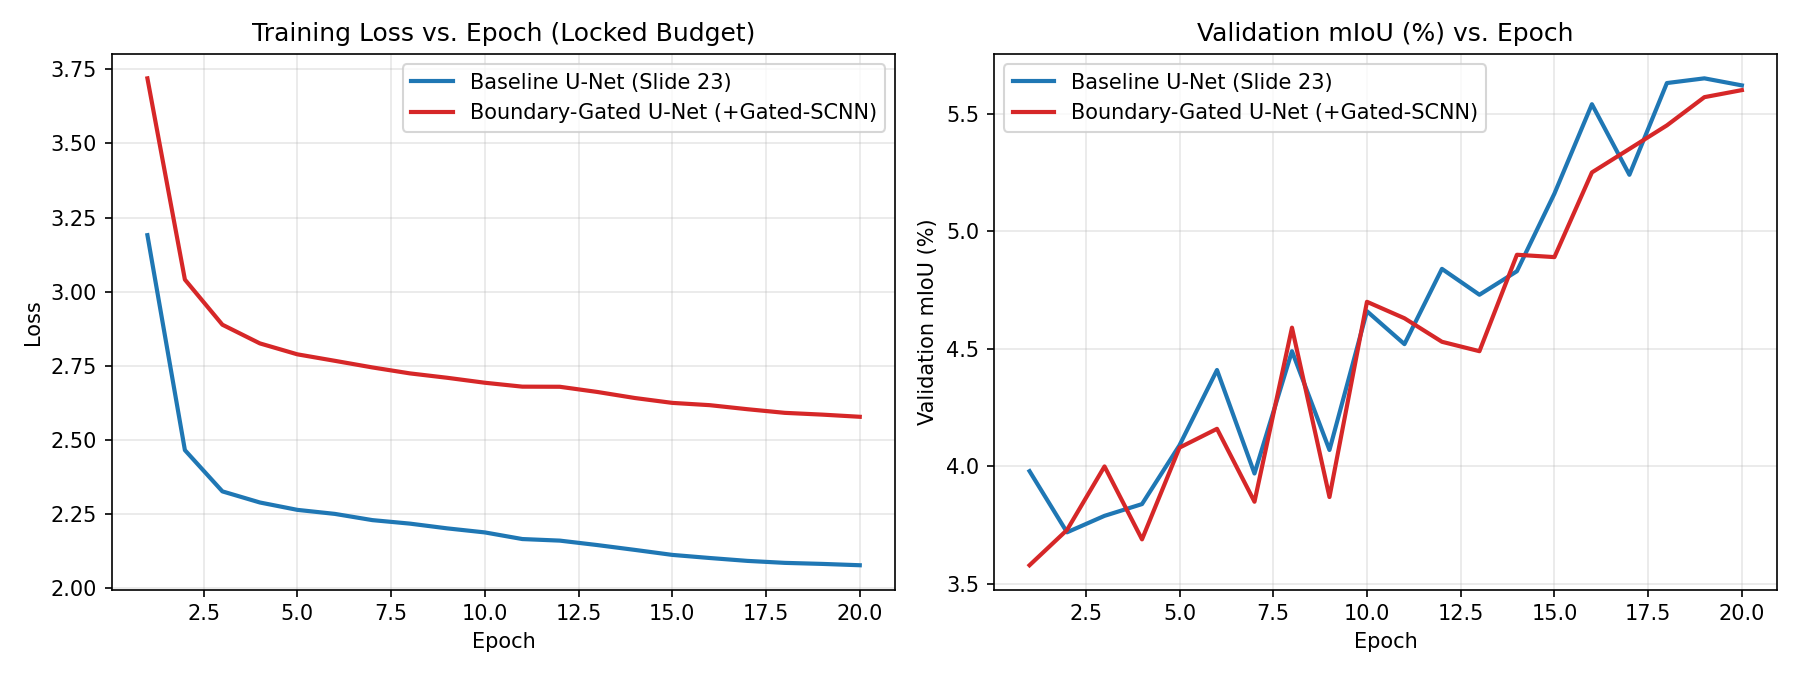 Training Loss vs. Epoch (Locked Budget)
3.75
3.50
3.25
3.00
2.75
2.50
2.25
2.00
Loss
Baseline U-Net (Slide 23)
Boundary-Gated U-Net (+Gated-SCNN)
2.5 5.0 7.5 10.0 12.5 15.0 17.5 20.0
Epoch
Validation mIoU (%) vs. Epoch
5.5
5.0
4.5
4.0
3.5
Validation mIoU (%)
Baseline U-Net (Slide 23)
Boundary-Gated U-Net (+Gated-SCNN)
2.5 5.0 7.5 10.0 12.5 15.0 17.5 20.0
Epoch